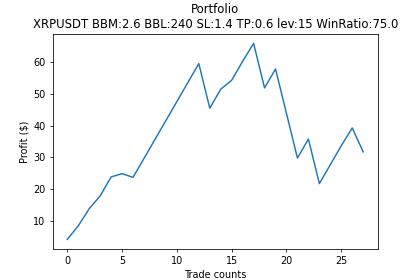 Portfolio
XRPUSDT BBM:2.6 BBL:240 SL:1.4 TP:0.6 lev:15 WinRatio:75.0
60
50
40
30
20
10
Profit ($)
0 5 10 15 20 25
Trade counts